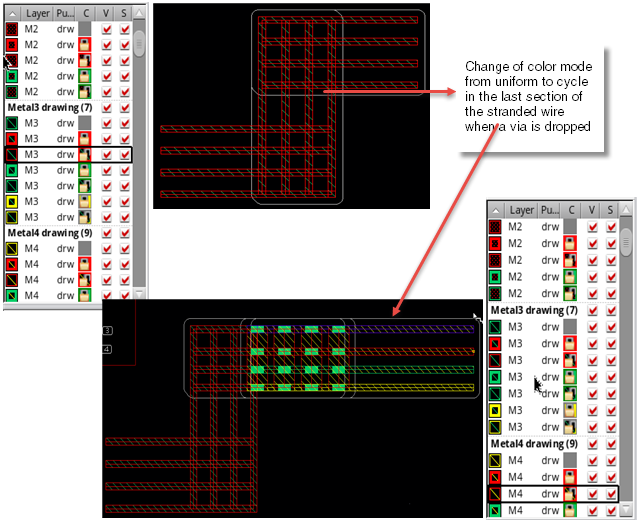 Layer Pu... C V S
M2 drw
M2 drw
M2 drw
M2 drw
M2 drw
Metal3 drawing (7)
M3 drw
M3 drw
M3 drw
M3 drw
M3 drw
M3 drw
M3 drw
Metal4 drawing (9)
M4 drw
M4 drw
M4 drw
M4 drw
Change of color mode
from uniform to cycle
in the last section of
the stranded wire
when a via is dropped
3
4
Layer Pu... C V S
M2 drw
M2 drw
M2 drw
M2 drw
M2 drw
Metal3 drawing (7)
M3 drw
M3 drw
M3 drw
M3 drw
M3 drw
M3 drw
M3 drw
Metal4 drawing (9)
M4 drw
M4 drw
M4 drw
M4 drw